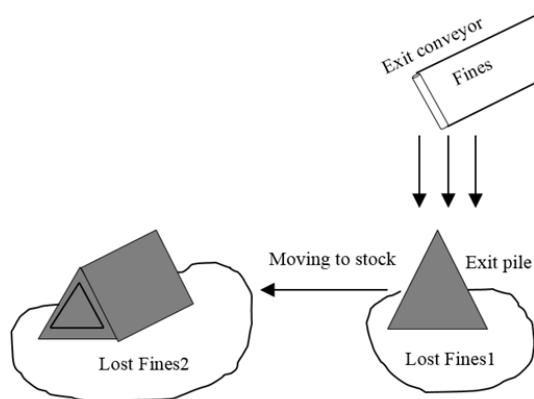 Exit conveyor
Fines
Moving to stock
Exit pile
Lost Fines2
Lost Fines1